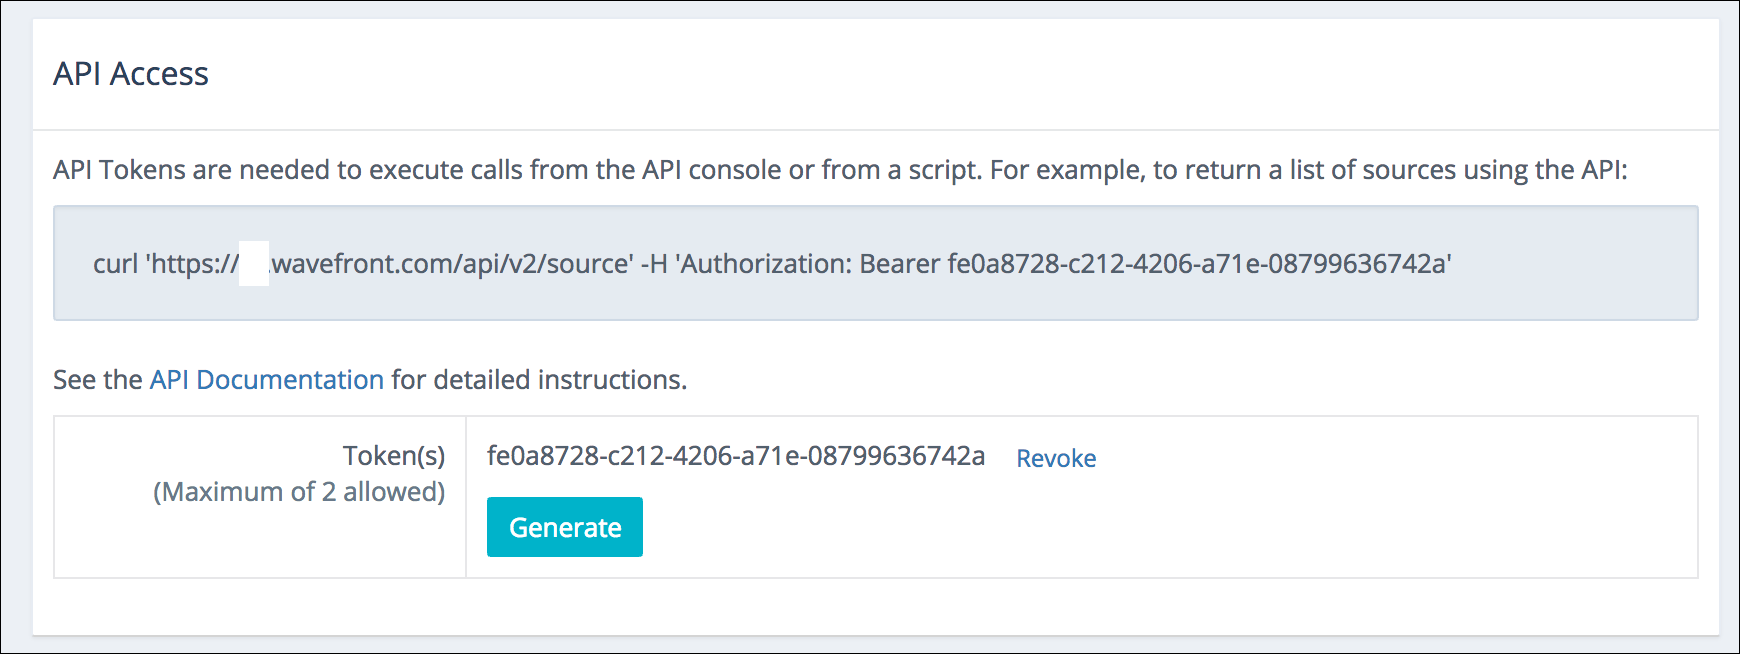 API Access
API Tokens are needed to execute calls from the API console or from a script. For example, to return a list of sources using the API:
curl 'https://  .wavefront.com/api/v2/source' -H 'Authorization: Bearer fe0a8728-c212-4206-a71e-08799636742a'
See the API Documentation for detailed instructions.
Token(s)
(Maximum of 2 allowed)
fe0a8728-c212-4206-a71e-08799636742a Revoke
Generate